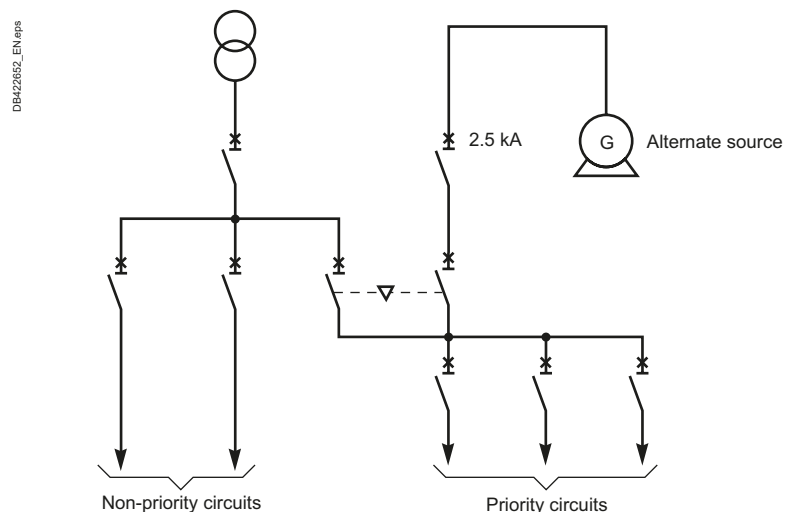 DB422652_EN.eps
2.5 kA
G
Alternate source
Non-priority circuits
Priority circuits